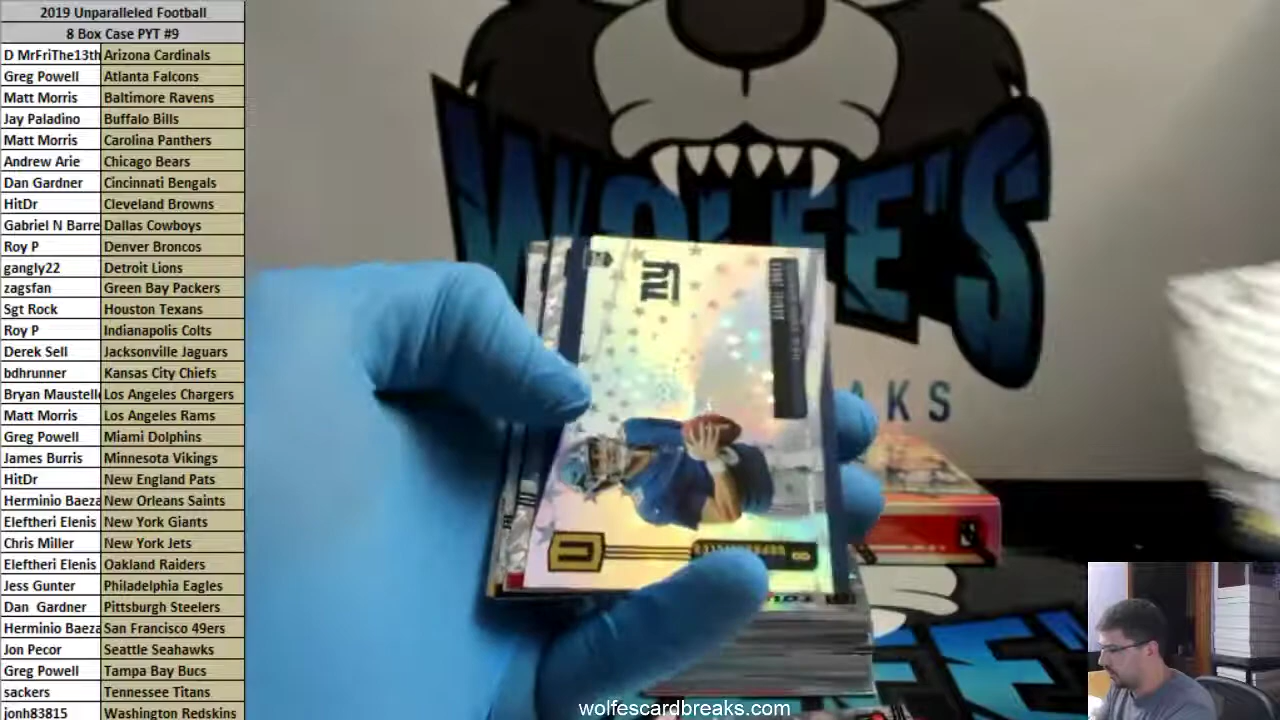 2019 Unparalleled Football
8 Box Case PYT #9
D MrFriThe13th Arizona Cardinals
Greg Powell Atlanta Falcons
Matt Morris Baltimore Ravens
Jay Paladino Buffalo Bills
Matt Morris Carolina Panthers
Andrew Arie Chicago Bears
Dan Gardner Cincinnati Bengals
HitDr Cleveland Browns
Gabriel N Barre Dallas Cowboys
Roy P Denver Broncos
gangly22 Detroit Lions
zagsfan Green Bay Packers
Sgt Rock Houston Texans
Roy P Indianapolis Colts
Derek Sell Jacksonville Jaguars
bdhrunner Kansas City Chiefs
Bryan Maustelle Los Angeles Chargers
Matt Morris Los Angeles Rams
Greg Powell Miami Dolphins
James Burris Minnesota Vikings
HitDr New England Pats
Herminio Baeza New Orleans Saints
Eleftheri Elenis New York Giants
Chris Miller New York Jets
Eleftheri Elenis Oakland Raiders
Jess Gunter Philadelphia Eagles
Dan Gardner Pittsburgh Steelers
Herminio Baeza San Francisco 49ers
Jon Pecor Seattle Seahawks
Greg Powell Tampa Bay Bucs
sackers Tennessee Titans
jonh83815 Washington Redskins
WOLFE'S
AKS
ny
U
wolfescardbreaks.com